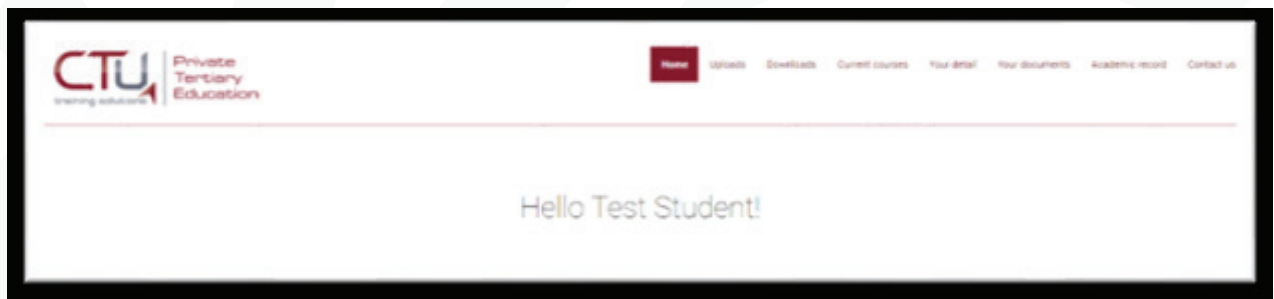 CTU
training solutions
Private
Tertiary
Education
Home Uploads Downloads Current courses Your detail Your documents Academic record Contact us
Hello Test Student!